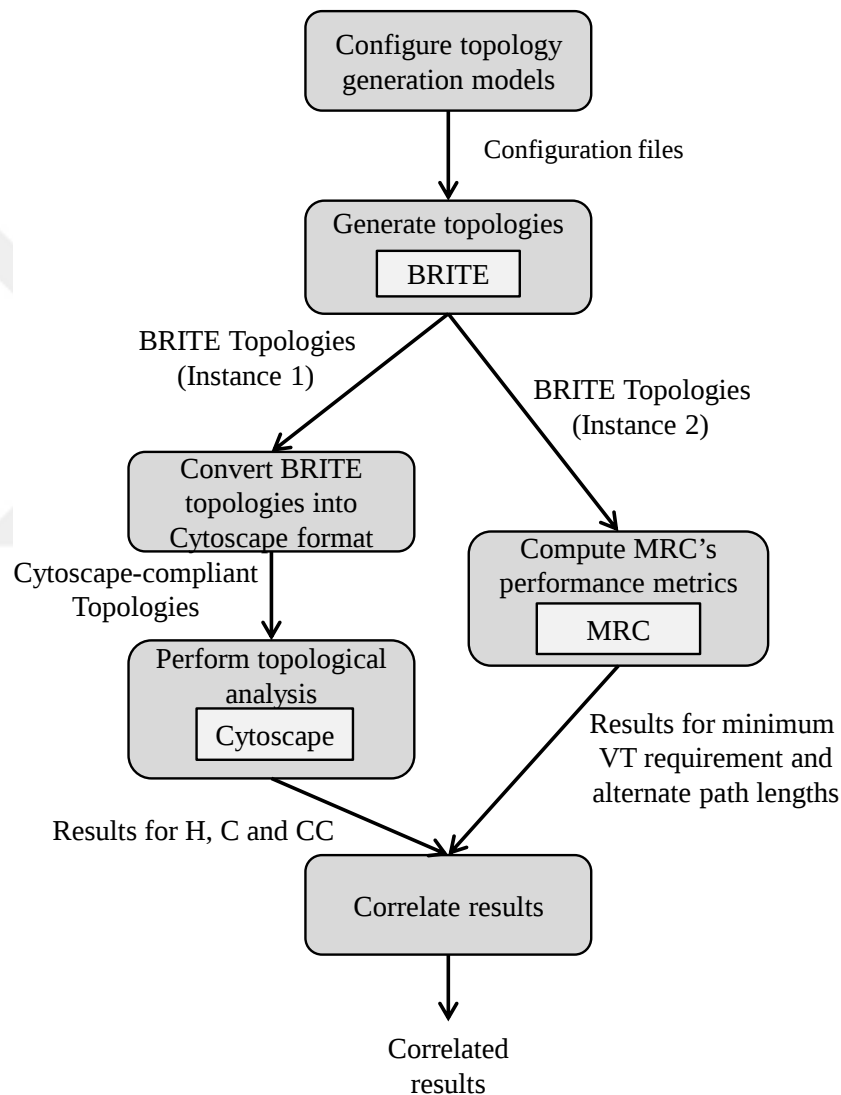 Configure topology
generation models
Configuration files
Generate topologies
BRITE
BRITE Topologies
(Instance 1)
BRITE Topologies
(Instance 2)
Convert BRITE
topologies into
Cytoscape format
Cytoscape-compliant
Topologies
Compute MRC’s
performance metrics
MRC
Perform topological
analysis
Cytoscape
Results for minimum
VT requirement and
alternate path lengths
Results for H, C and CC
Correlate results
Correlated
results